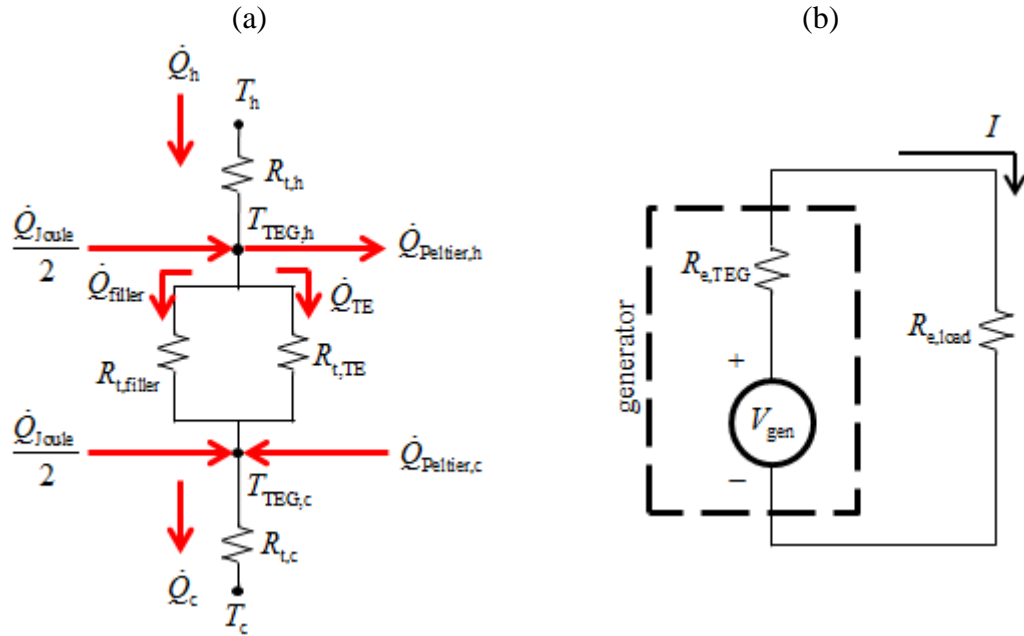 (a)
(b)
Q̇h
Th
Rt,h
Q̇Joule
2
TTEG,h
Q̇Peltier,h
Q̇filler
Q̇TE
Rt,filler
Rt,TE
Q̇Joule
2
Q̇Peltier,c
TTEG,c
Q̇c
Rt,c
Tc
I
generator
Re,TEG
Re,load
+
Vgen
−